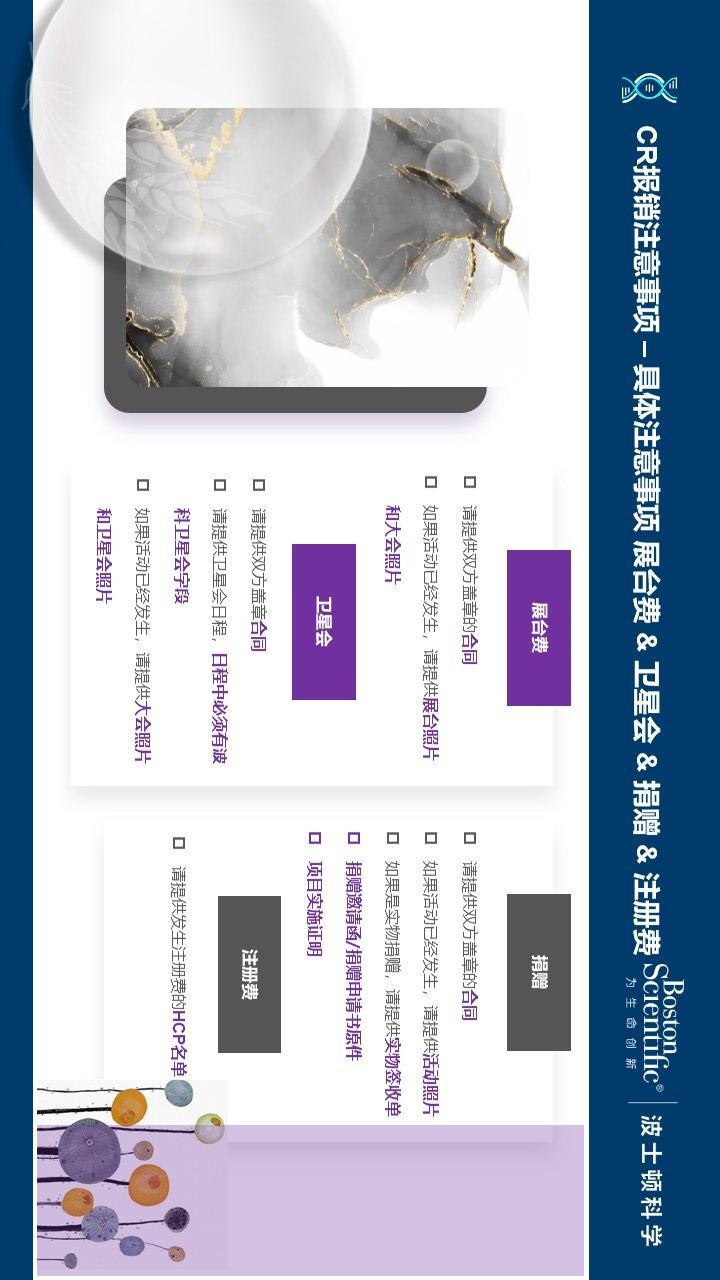 CR报销注意事项 – 具体注意事项 展台费 & 卫星会 & 捐赠 & 注册费
Boston
Scientific®
为生命创新
波士顿科学
展台费
请提供双方盖章的合同
如果活动已经发生，请提供展台照片
和大会照片
卫星会
请提供双方盖章合同
请提供卫星会日程，日程中必须有波
科卫星会字段
如果活动已经发生，请提供大会照片
和卫星会照片
捐赠
请提供双方盖章的合同
如果活动已经发生，请提供活动照片
如果是实物捐赠，请提供实物签收单
捐赠邀请函/捐赠申请书原件
项目实施证明
注册费
请提供发生注册费的HCP名单